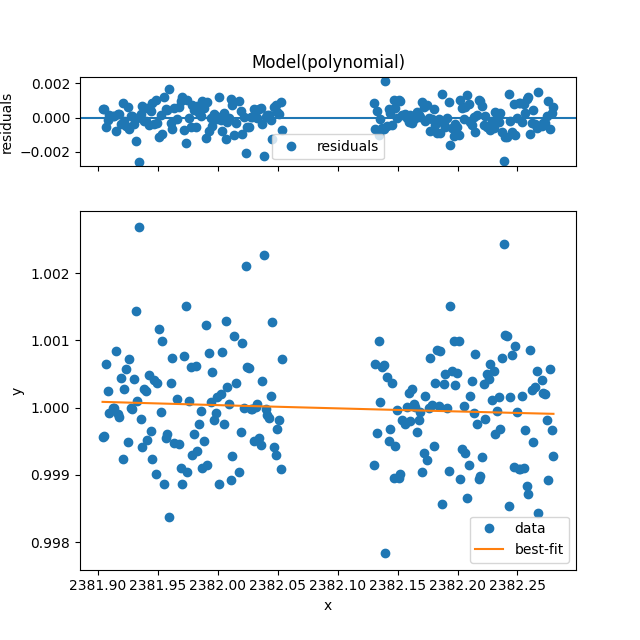 Model(polynomial)
residuals
0.002
0.000
−0.002
residuals
y
1.002
1.001
1.000
0.999
0.998
data
best-fit
2381.90 2381.95 2382.00 2382.05 2382.10 2382.15 2382.20 2382.25
x